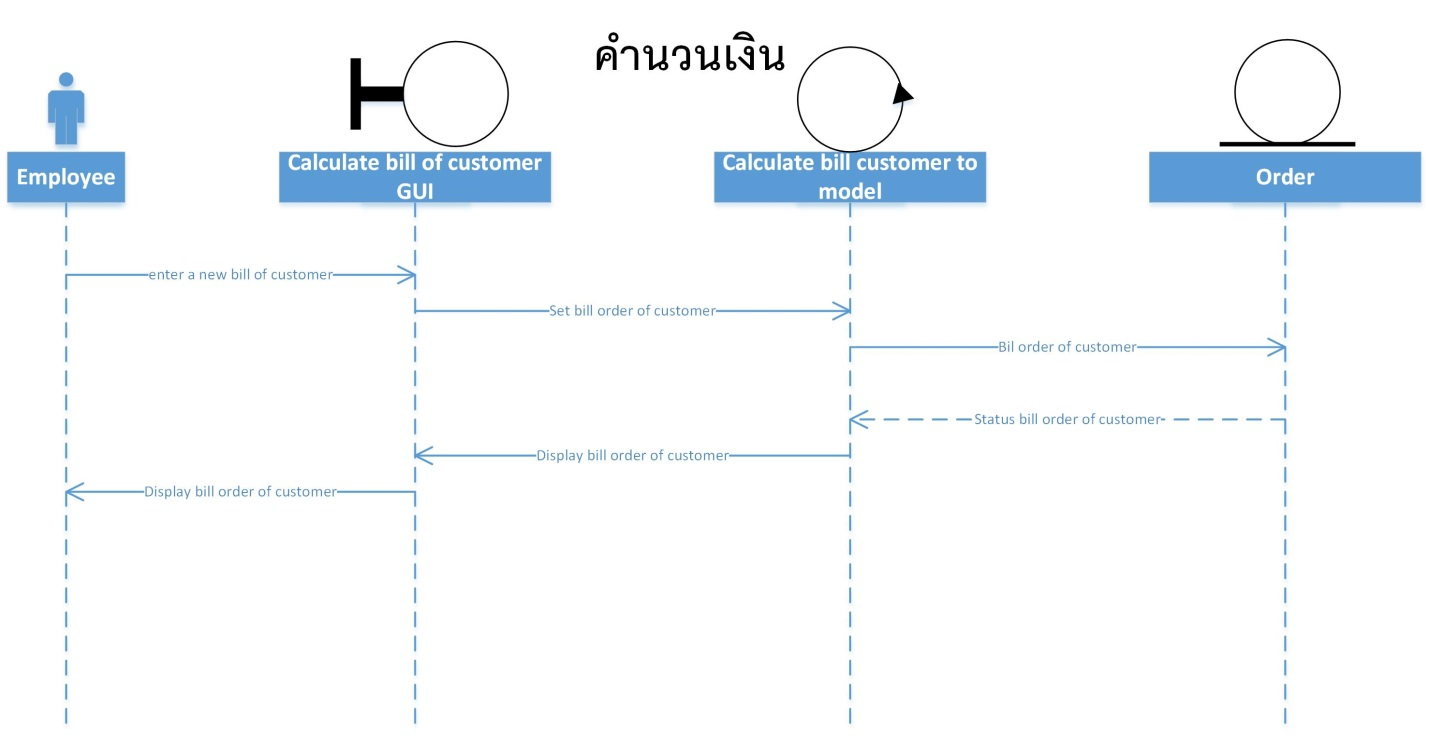 คำนวนเงิน
Employee
Calculate bill of customer
GUI
Calculate bill customer to
model
Order
enter a new bill of customer
Set bill order of customer
Bil order of customer
Status bill order of customer
Display bill order of customer
Display bill order of customer